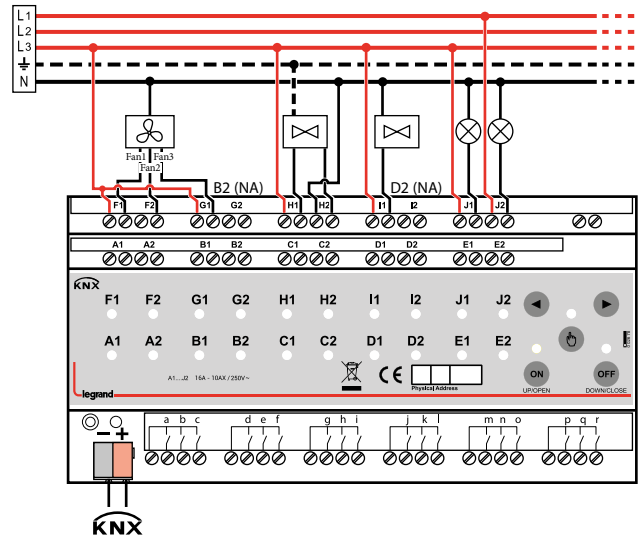 L1
L2
L3
N
Fan1 Fan3
Fan2
B2 (NA)
D2 (NA)
F1 F2 G1 G2 H1 H2 I1 I2 J1 J2
A1 A2 B1 B2 C1 C2 D1 D2 E1 E2
KNX
F1 F2 G1 G2 H1 H2 I1 I2 J1 J2
A1 A2 B1 B2 C1 C2 D1 D2 E1 E2
A1....J2 16A - 10AX / 250V~
CE
Physical Address
ON OFF
UP/OPEN DOWN/CLOSE
legrand
a b c d e f g h i j k l m n o p q r
− +
KNX